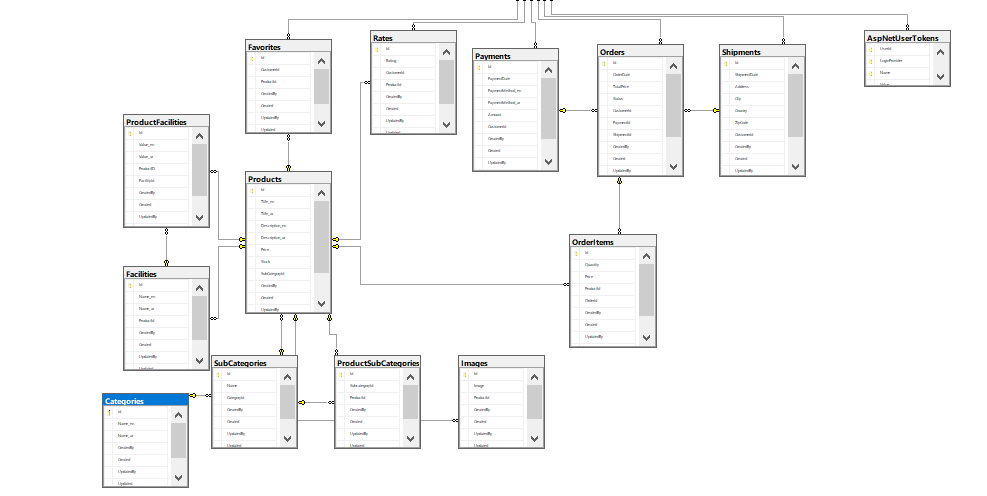 Favorites
Id
CustomerId
ProductId
CreatedBy
Created
UpdatedBy
Updated
Rates
Id
Rating
CustomerId
ProductId
CreatedBy
Created
UpdatedBy
Updated
Payments
Id
PaymentDate
PaymentMethod_en
PaymentMethod_ar
Amount
CustomerId
CreatedBy
Created
UpdatedBy
Orders
Id
OrderDate
TotalPrice
Status
CustomerId
PaymentId
ShipmentId
CreatedBy
Created
UpdatedBy
Shipments
Id
ShipmentDate
Address
City
Country
ZipCode
CustomerId
CreatedBy
Created
UpdatedBy
AspNetUserTokens
UserId
LoginProvider
Name
Value
ProductFacilities
Id
Value_en
Value_ar
ProductID
FacilityId
CreatedBy
Created
UpdatedBy
Products
Id
Title_en
Title_ar
Description_en
Description_ar
Price
Stock
SubCategoryId
CreatedBy
Created
UpdatedBy
OrderItems
Id
Quantity
Price
ProductId
OrderId
CreatedBy
Created
UpdatedBy
Facilities
Id
Name_en
Name_ar
ProductId
CreatedBy
Created
UpdatedBy
Updated
SubCategories
Id
Name
CategoryId
CreatedBy
Created
UpdatedBy
Updated
ProductSubCategories
Id
SubcategoryId
ProductId
CreatedBy
Created
UpdatedBy
Updated
Images
Id
Image
ProductId
CreatedBy
Created
UpdatedBy
Updated
Categories
Id
Name_en
Name_ar
CreatedBy
Created
UpdatedBy
Updated